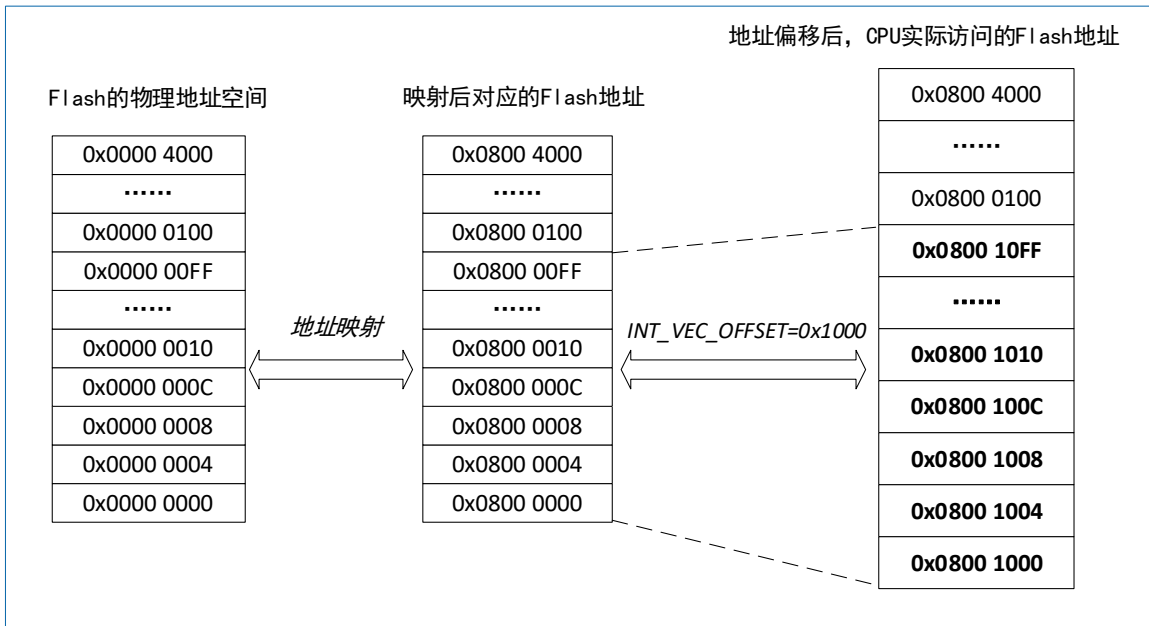 地址偏移后，CPU实际访问的Flash地址
Flash的物理地址空间
映射后对应的Flash地址
0x0000 4000
……
0x0000 0100
0x0000 00FF
……
0x0000 0010
0x0000 000C
0x0000 0008
0x0000 0004
0x0000 0000
地址映射
0x0800 4000
……
0x0800 0100
0x0800 00FF
……
0x0800 0010
0x0800 000C
0x0800 0008
0x0800 0004
0x0800 0000
INT_VEC_OFFSET=0x1000
0x0800 4000
……
0x0800 0100
0x0800 10FF
……
0x0800 1010
0x0800 100C
0x0800 1008
0x0800 1004
0x0800 1000